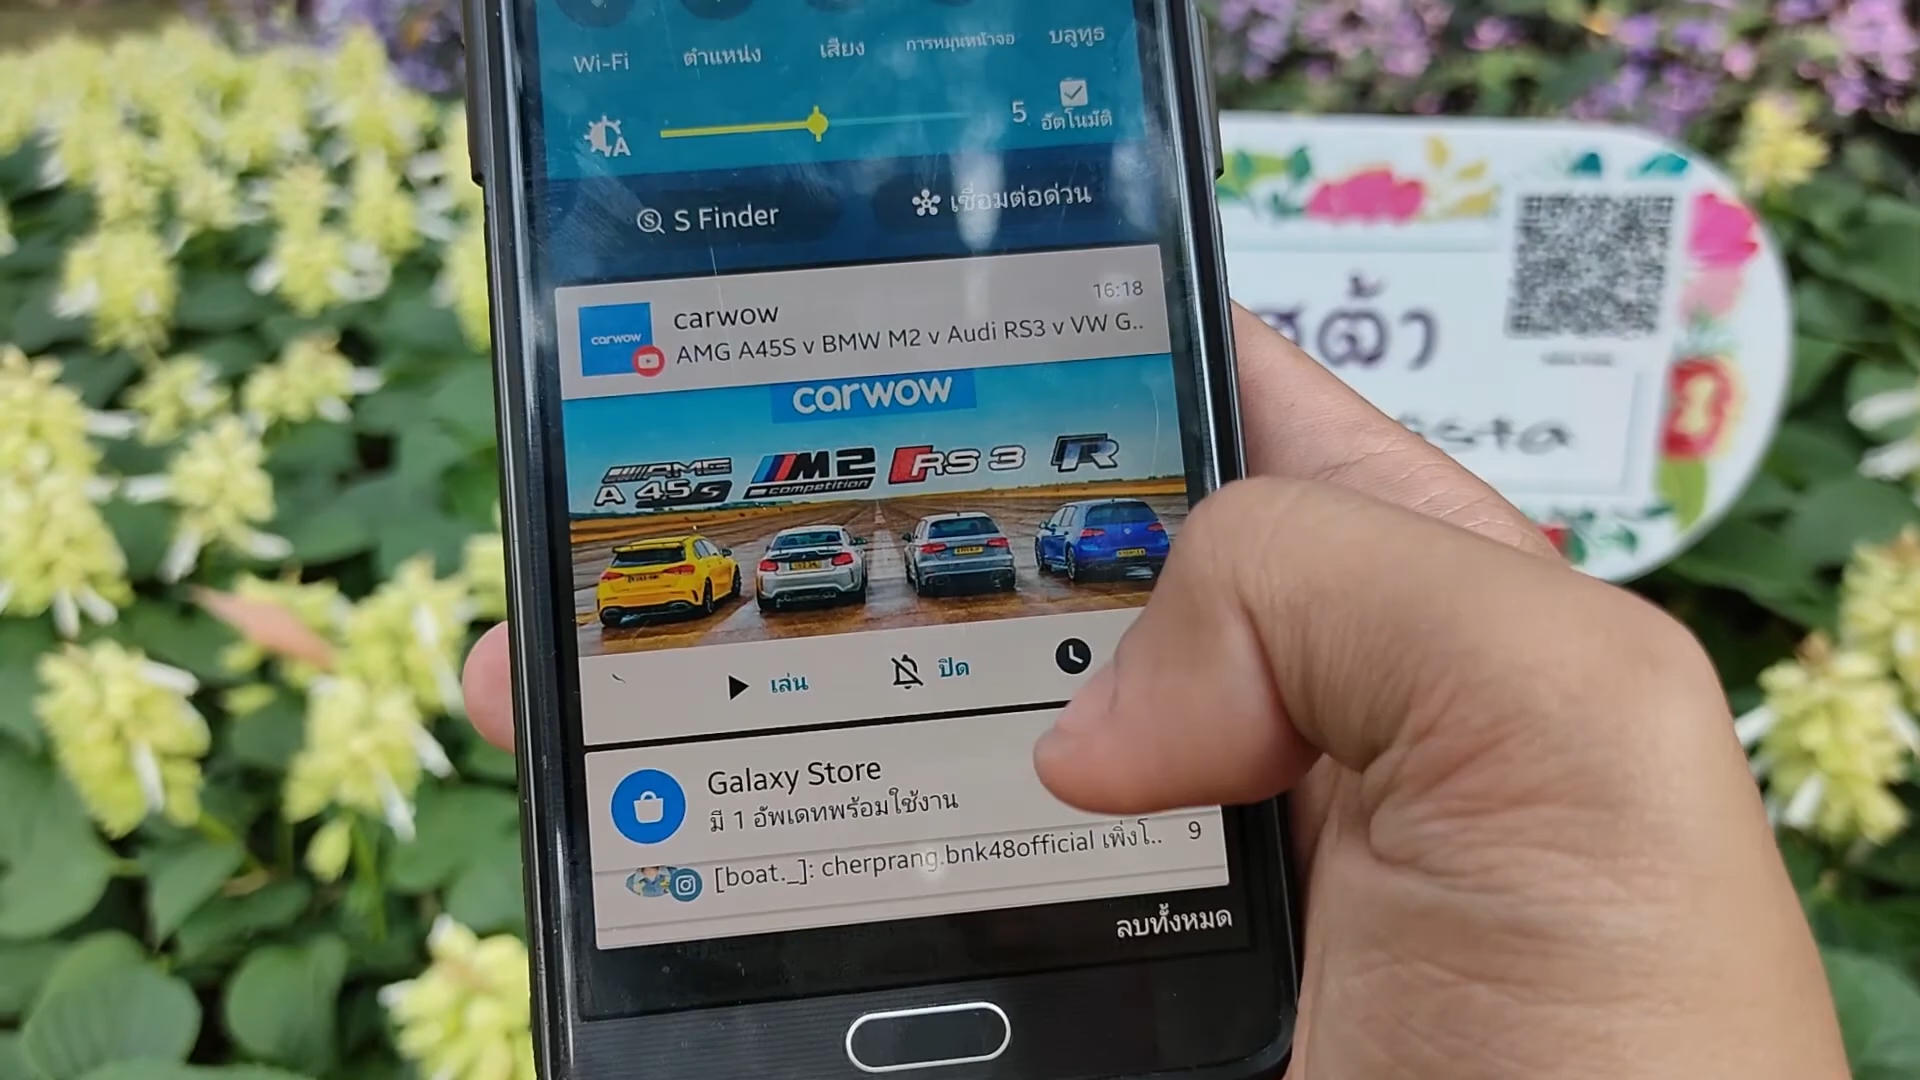 Wi-Fi ตำแหน่ง เสียง การหมุนหน้าจอ บลูทูธ
A 5 อัตโนมัติ
S Finder เชื่อมต่อด่วน
carwow 16:18
carwow AMG A45S v BMW M2 v Audi RS3 v VW G..
carwow
AMG A 45 S M2 competition RS 3 R
เล่น ปิด
Galaxy Store
มี 1 อัพเดทพร้อมใช้งาน
[boat._]: cherprang.bnk48official เพิ่งโ.. 9
ลบทั้งหมด